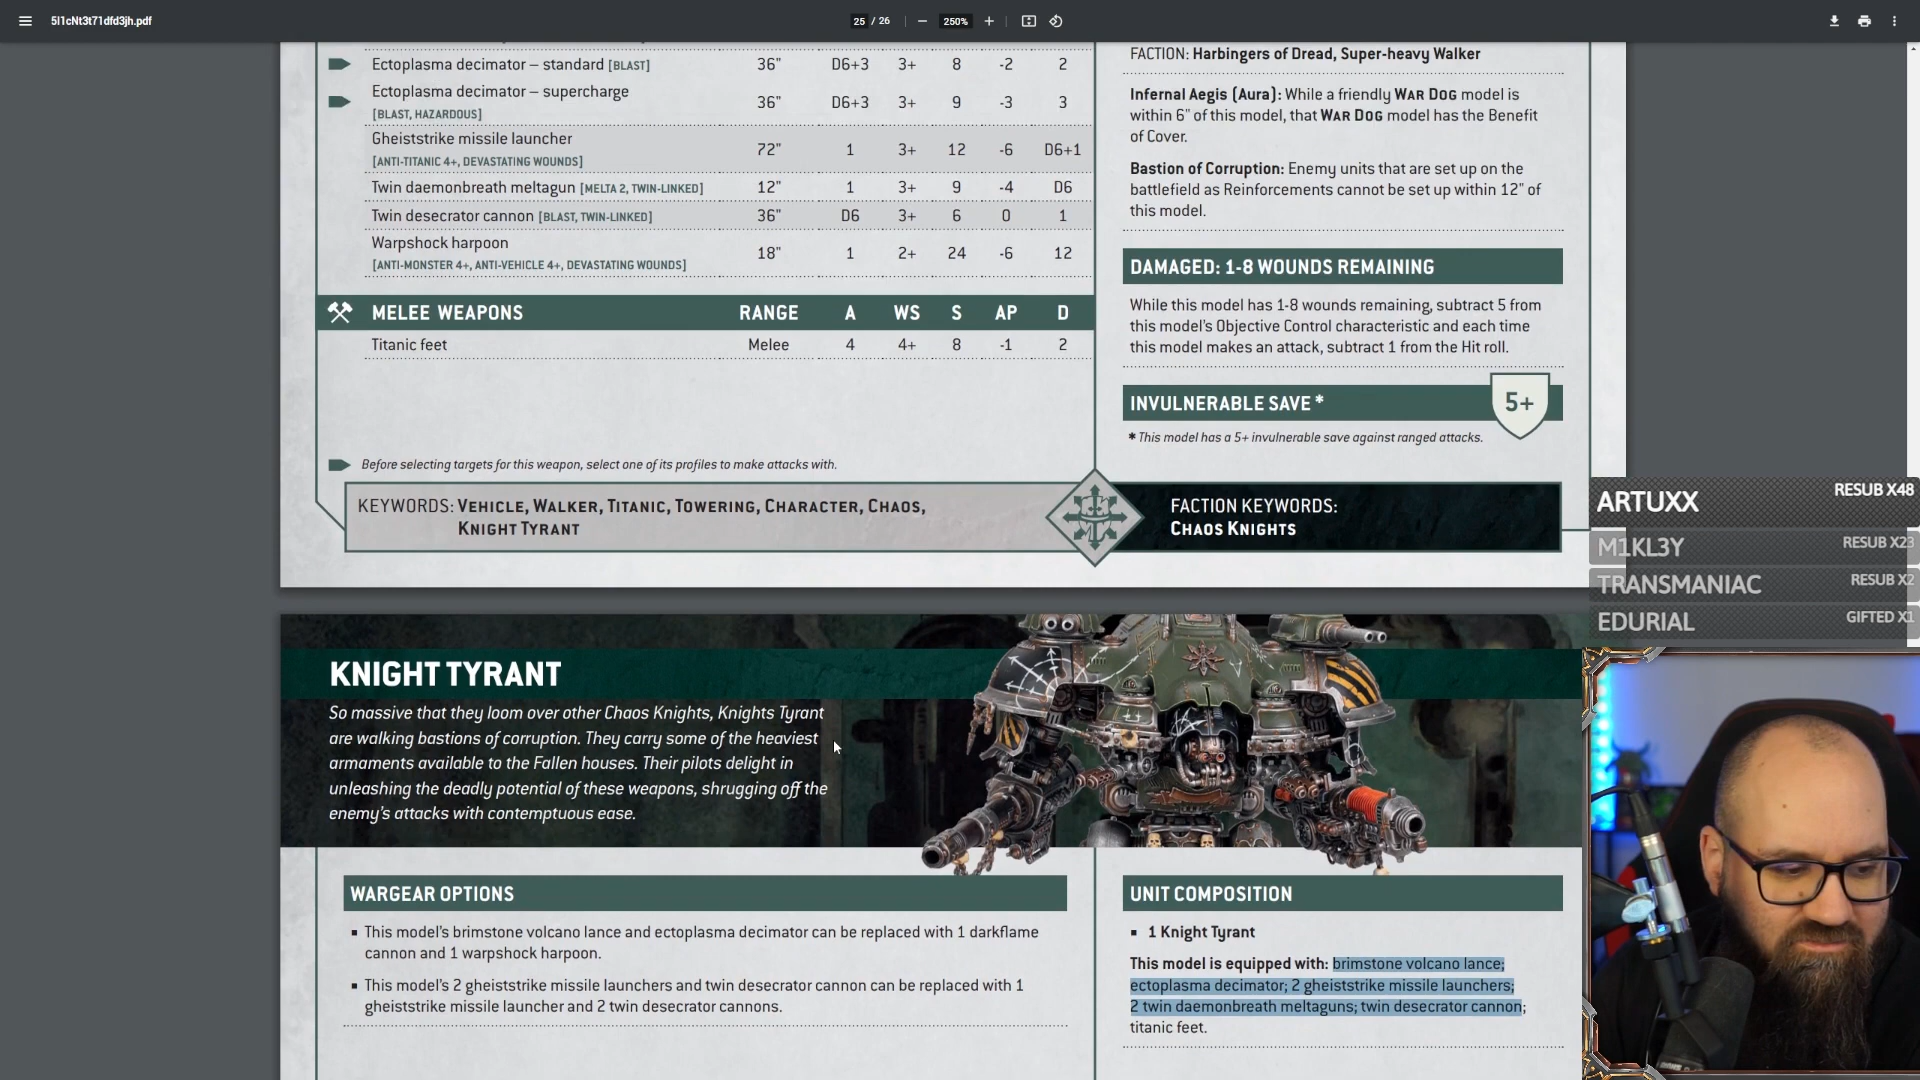 5l1cNt3t71dfd3jh.pdf
25 / 26
250%
Ectoplasma decimator – standard [BLAST] 36" D6+3 3+ 8 -2 2
Ectoplasma decimator – supercharge
[BLAST, HAZARDOUS] 36" D6+3 3+ 9 -3 3
Gheiststrike missile launcher
[ANTI-TITANIC 4+, DEVASTATING WOUNDS] 72" 1 3+ 12 -6 D6+1
Twin daemonbreath meltagun [MELTA 2, TWIN-LINKED] 12" 1 3+ 9 -4 D6
Twin desecrator cannon [BLAST, TWIN-LINKED] 36" D6 3+ 6 0 1
Warpshock harpoon
[ANTI-MONSTER 4+, ANTI-VEHICLE 4+, DEVASTATING WOUNDS] 18" 1 2+ 24 -6 12
MELEE WEAPONS RANGE A WS S AP D
Titanic feet Melee 4 4+ 8 -1 2
Before selecting targets for this weapon, select one of its profiles to make attacks with.
KEYWORDS: VEHICLE, WALKER, TITANIC, TOWERING, CHARACTER, CHAOS,
KNIGHT TYRANT
FACTION: Harbingers of Dread, Super-heavy Walker
Infernal Aegis (Aura): While a friendly WAR DOG model is
within 6" of this model, that WAR DOG model has the Benefit
of Cover.
Bastion of Corruption: Enemy units that are set up on the
battlefield as Reinforcements cannot be set up within 12" of
this model.
DAMAGED: 1-8 WOUNDS REMAINING
While this model has 1-8 wounds remaining, subtract 5 from
this model's Objective Control characteristic and each time
this model makes an attack, subtract 1 from the Hit roll.
INVULNERABLE SAVE * 5+
* This model has a 5+ invulnerable save against ranged attacks.
FACTION KEYWORDS:
CHAOS KNIGHTS
ARTUXX RESUB X48
M1KL3Y RESUB X23
TRANSMANIAC RESUB X2
EDURIAL GIFTED X1
KNIGHT TYRANT
So massive that they loom over other Chaos Knights, Knights Tyrant
are walking bastions of corruption. They carry some of the heaviest
armaments available to the Fallen houses. Their pilots delight in
unleashing the deadly potential of these weapons, shrugging off the
enemy's attacks with contemptuous ease.
WARGEAR OPTIONS
▪ This model's brimstone volcano lance and ectoplasma decimator can be replaced with 1 darkflame
cannon and 1 warpshock harpoon.
▪ This model's 2 gheiststrike missile launchers and twin desecrator cannon can be replaced with 1
gheiststrike missile launcher and 2 twin desecrator cannons.
UNIT COMPOSITION
▪ 1 Knight Tyrant
This model is equipped with: brimstone volcano lance;
ectoplasma decimator; 2 gheiststrike missile launchers;
2 twin daemonbreath meltaguns; twin desecrator cannon;
titanic feet.